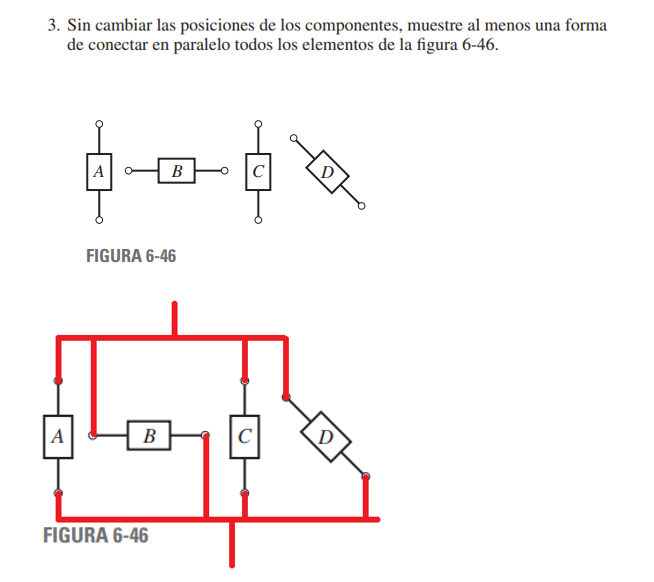 3. Sin cambiar las posiciones de los componentes, muestre al menos una forma
de conectar en paralelo todos los elementos de la figura 6-46.
A B C D
FIGURA 6-46
A B C D
FIGURA 6-46